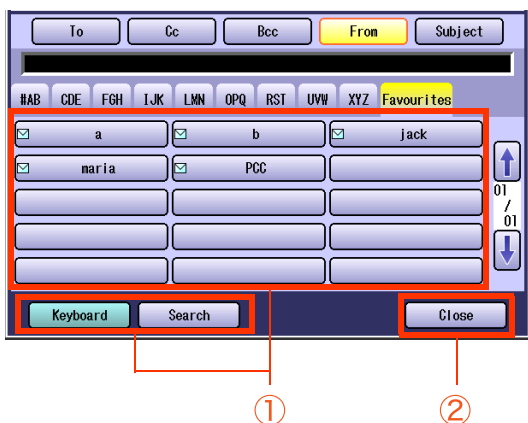 To Cc Bcc From Subject
#AB CDE FGH IJK LMN OPQ RST UVW XYZ Favourites
a b jack
maria PCC
01
/
01
Keyboard Search Close
① ②